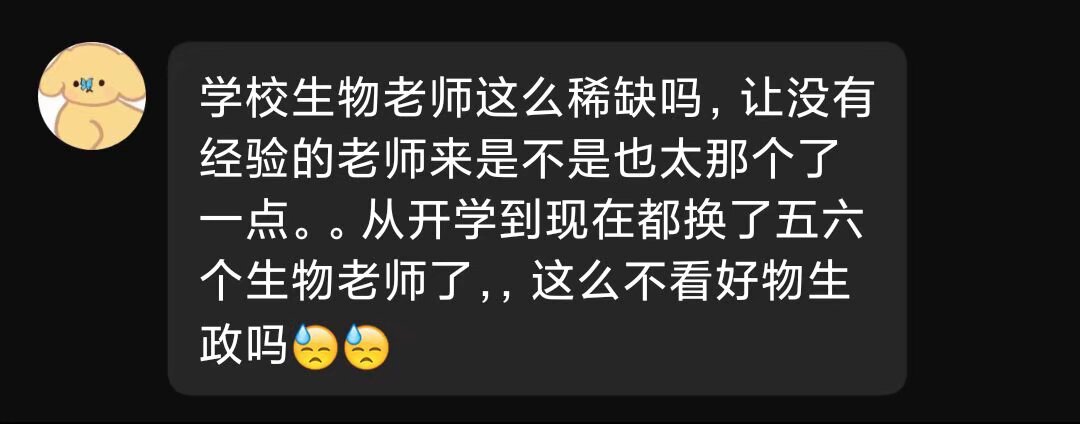 学校生物老师这么稀缺吗，让没有
经验的老师来是不是也太那个了
一点。。从开学到现在都换了五六
个生物老师了，，这么不看好物生
政吗😓😓